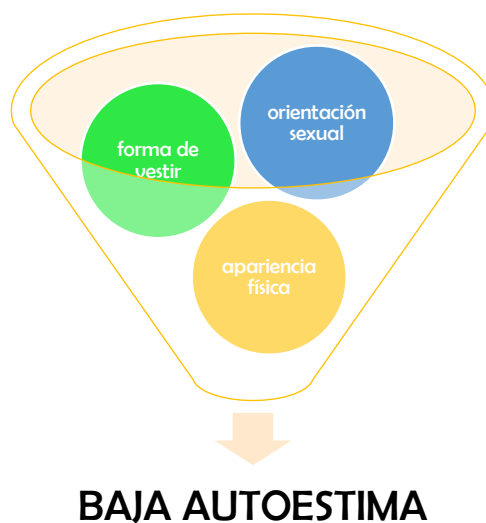 orientación
sexual
forma de
vestir
apariencia
física
BAJA AUTOESTIMA